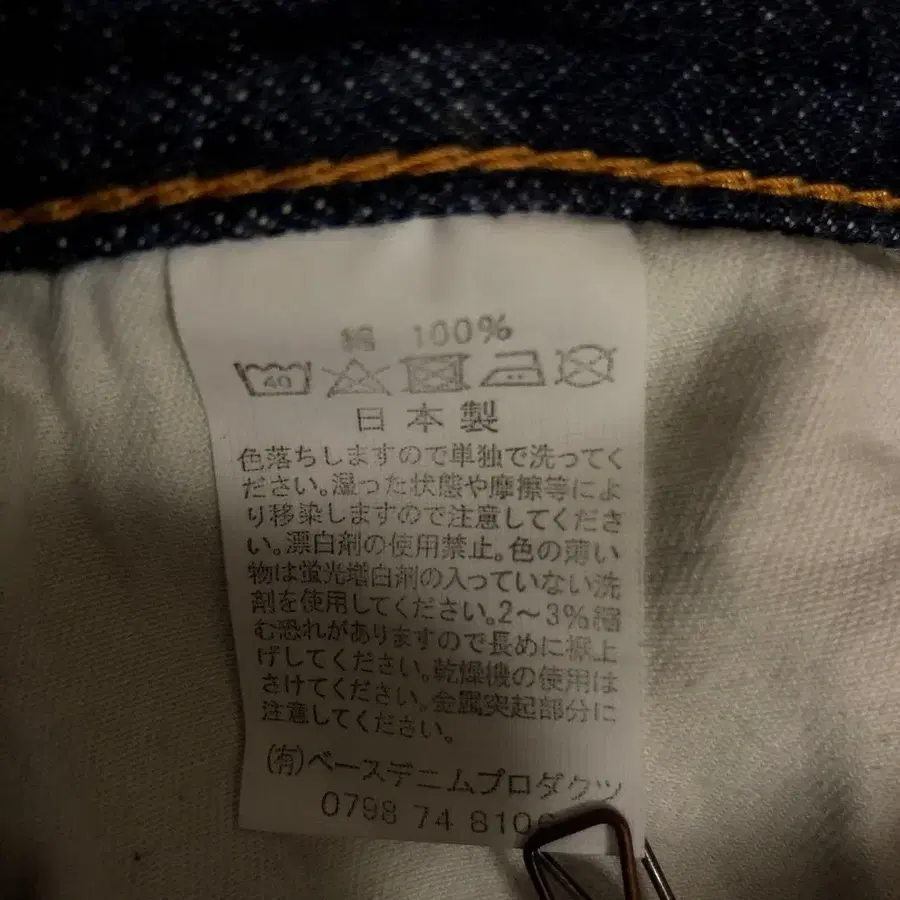 綿 100%
40
日本製
色落ちしますので単独で洗ってく
ださい。湿った状態や摩擦等によ
り移染しますので注意してくださ
い。漂白剤の使用禁止。色の薄い
物は蛍光増白剤の入っていない洗
剤を使用してください。2〜3%縮
む恐れがありますので長めに裾上
げしてください。乾燥機の使用は
さけてください。金属突起部分に
注意してください。
(有)ベースデニムプロダクツ
0798 74 8106